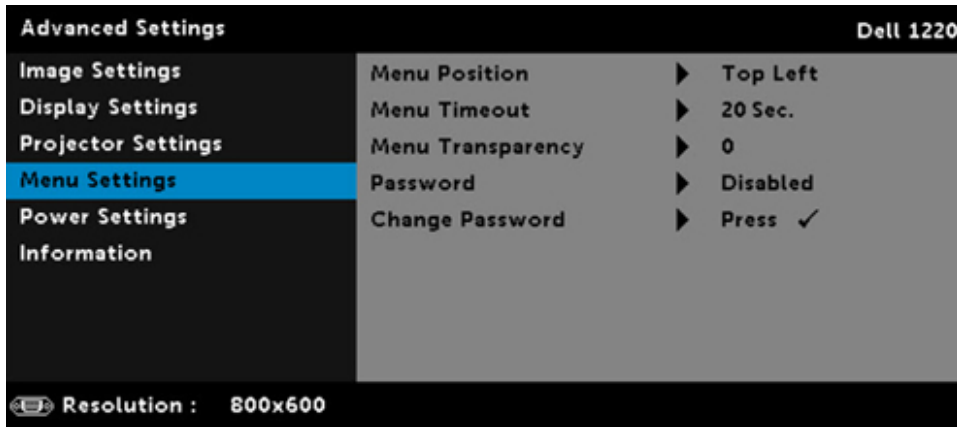 Advanced Settings Dell 1220
Image Settings
Display Settings
Projector Settings
Menu Settings
Power Settings
Information
Menu Position Top Left
Menu Timeout 20 Sec.
Menu Transparency 0
Password Disabled
Change Password Press ✓
Resolution : 800x600